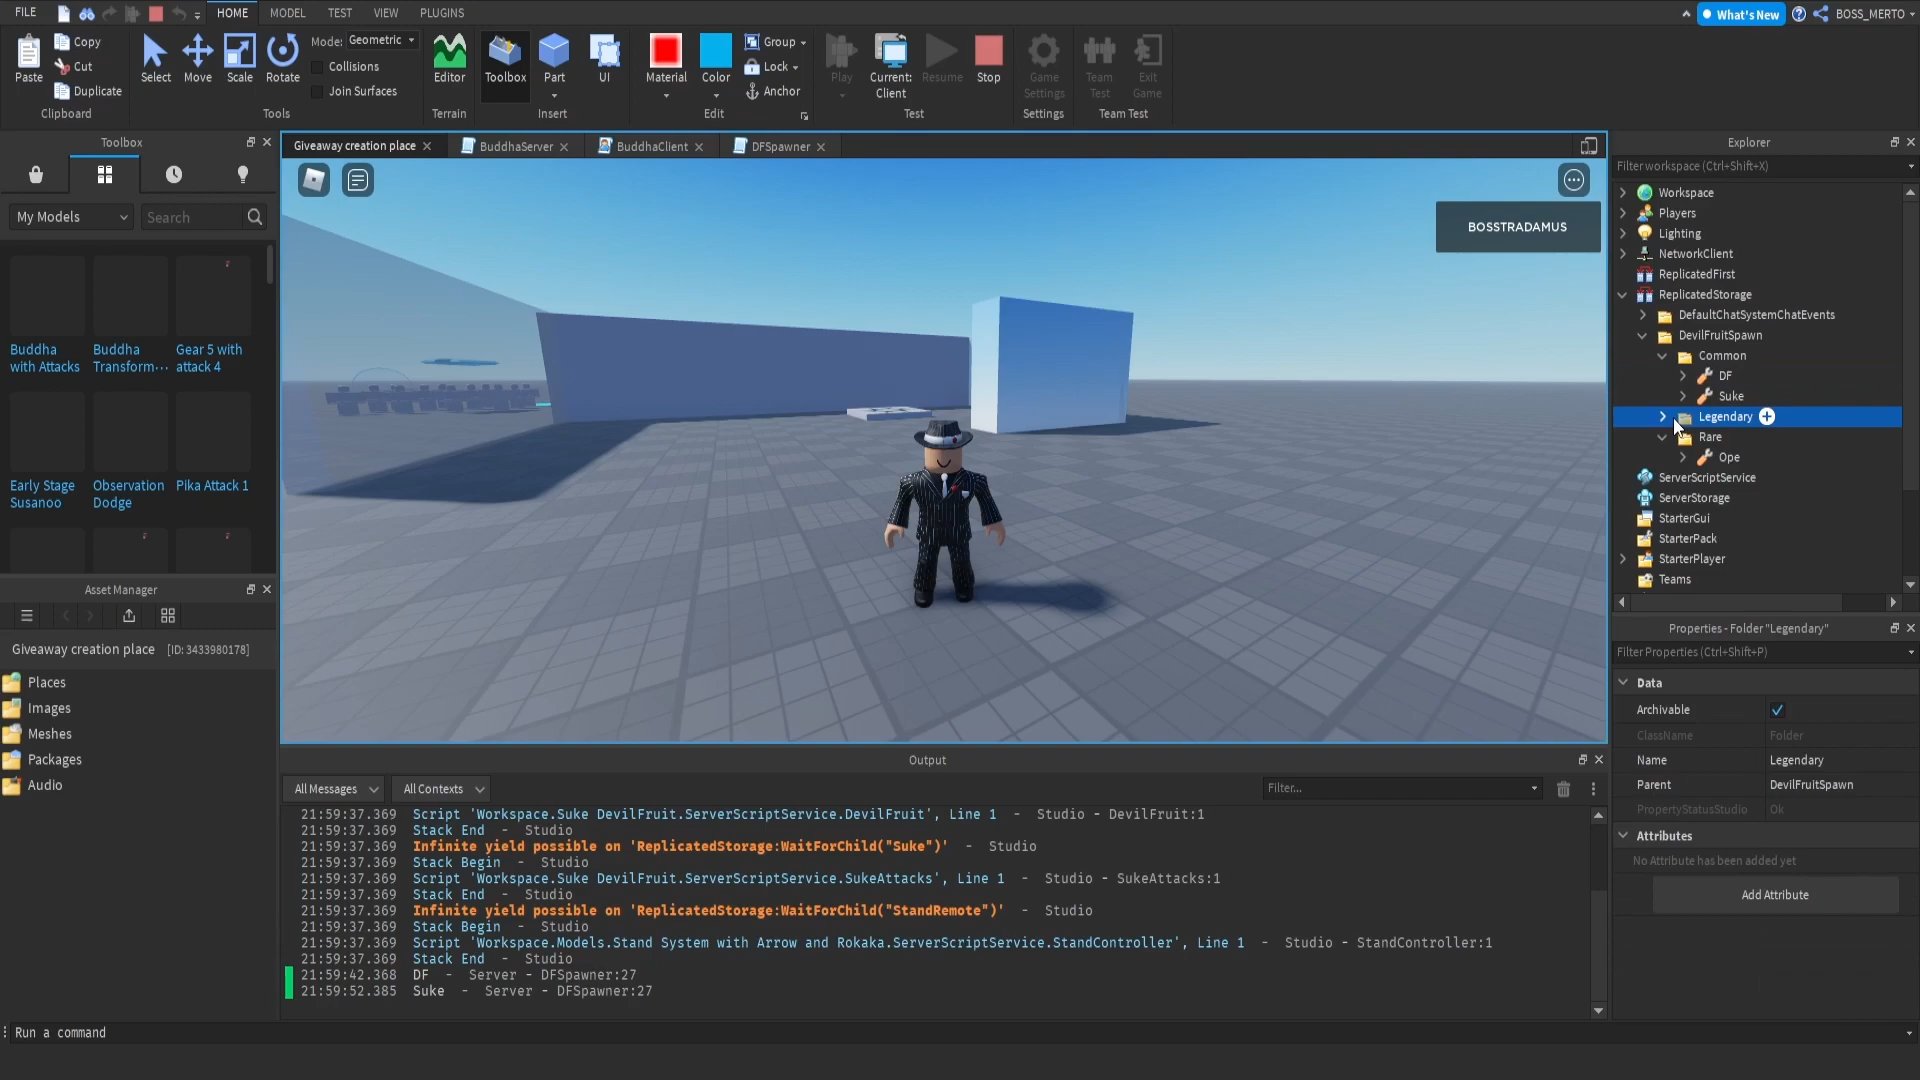 FILE
HOME
MODEL
TEST
VIEW
PLUGINS
What's New
BOSS_MERTO
Paste
Copy
Cut
Duplicate
Clipboard
Select
Move
Scale
Rotate
Mode: Geometric
Collisions
Join Surfaces
Tools
Editor
Terrain
Toolbox
Part
UI
Insert
Material
Color
Group
Lock
Anchor
Edit
Play
Current: Client
Resume
Stop
Test
Game Settings
Settings
Team Test
Exit Game
Team Test
Toolbox
My Models
Search
Buddha with Attacks
Buddha Transform...
Gear 5 with attack 4
Early Stage Susanoo
Observation Dodge
Pika Attack 1
Asset Manager
Giveaway creation place [ID: 3433980178]
Places
Images
Meshes
Packages
Audio
Giveaway creation place
BuddhaServer
BuddhaClient
DFSpawner
BOSSTRADAMUS
Output
All Messages
All Contexts
Filter...
21:59:37.369 Script 'Workspace.Suke DevilFruit.ServerScriptService.DevilFruit', Line 1 - Studio - DevilFruit:1
21:59:37.369 Stack End - Studio
21:59:37.369 Infinite yield possible on 'ReplicatedStorage:WaitForChild("Suke")' - Studio
21:59:37.369 Stack Begin - Studio
21:59:37.369 Script 'Workspace.Suke DevilFruit.ServerScriptService.SukeAttacks', Line 1 - Studio - SukeAttacks:1
21:59:37.369 Stack End - Studio
21:59:37.369 Infinite yield possible on 'ReplicatedStorage:WaitForChild("StandRemote")' - Studio
21:59:37.369 Stack Begin - Studio
21:59:37.369 Script 'Workspace.Models.Stand System with Arrow and Rokaka.ServerScriptService.StandController', Line 1 - Studio - StandController:1
21:59:37.369 Stack End - Studio
21:59:42.368 DF - Server - DFSpawner:27
21:59:52.385 Suke - Server - DFSpawner:27
Run a command
Explorer
Filter workspace (Ctrl+Shift+X)
Workspace
Players
Lighting
NetworkClient
ReplicatedFirst
ReplicatedStorage
DefaultChatSystemChatEvents
DevilFruitSpawn
Common
DF
Suke
Legendary
Rare
Ope
ServerScriptService
ServerStorage
StarterGui
StarterPack
StarterPlayer
Teams
Properties - Folder "Legendary"
Filter Properties (Ctrl+Shift+P)
Data
Archivable
ClassName Folder
Name Legendary
Parent DevilFruitSpawn
PropertyStatusStudio Ok
Attributes
No Attribute has been added yet
Add Attribute